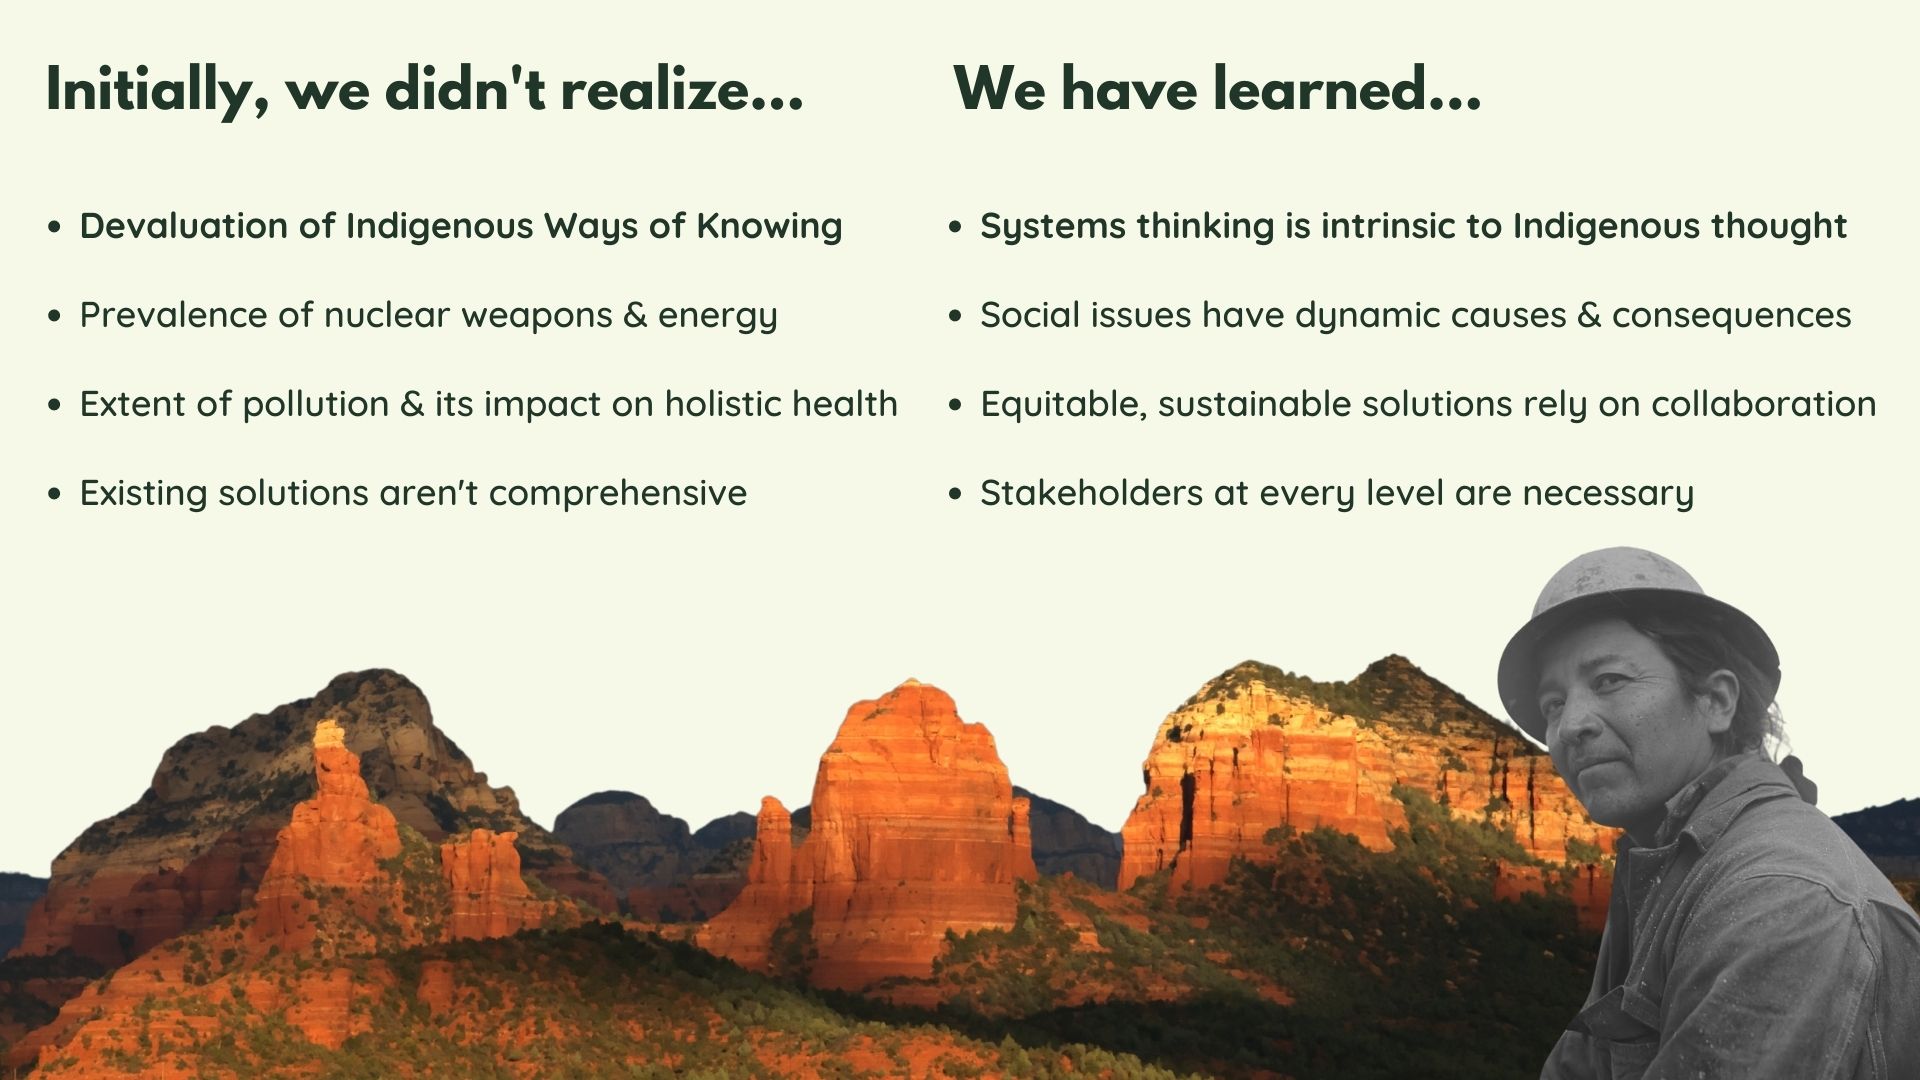 Initially, we didn't realize...
• Devaluation of Indigenous Ways of Knowing
• Prevalence of nuclear weapons & energy
• Extent of pollution & its impact on holistic health
• Existing solutions aren't comprehensive
We have learned...
• Systems thinking is intrinsic to Indigenous thought
• Social issues have dynamic causes & consequences
• Equitable, sustainable solutions rely on collaboration
• Stakeholders at every level are necessary